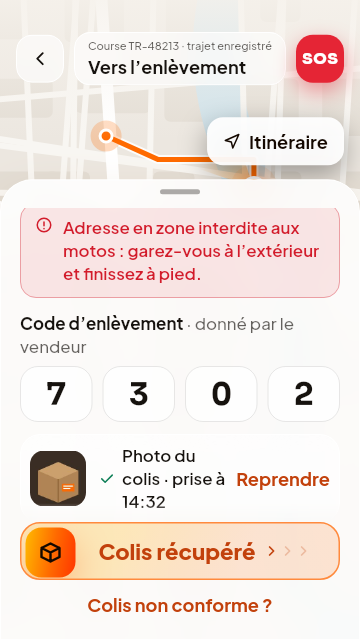 Course TR-48213 · trajet enregistré
Vers l’enlèvement
SOS
Itinéraire
Adresse en zone interdite aux
motos : garez-vous à l’extérieur
et finissez à pied.
Code d’enlèvement · donné par le
vendeur
7 3 0 2
Photo du
colis · prise à
14:32
Reprendre
Colis récupéré
Colis non conforme ?